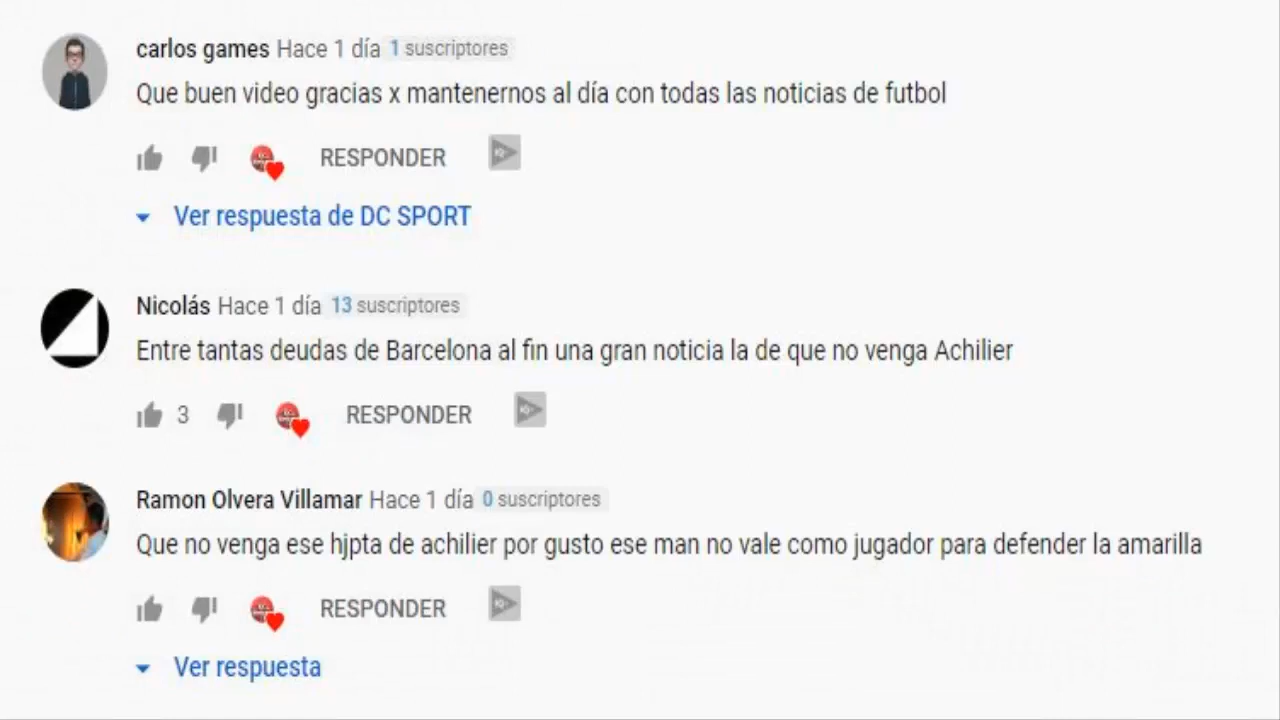 carlos games Hace 1 día 1 suscriptores
Que buen video gracias x mantenernos al día con todas las noticias de futbol
RESPONDER
Ver respuesta de DC SPORT
Nicolás Hace 1 día 13 suscriptores
Entre tantas deudas de Barcelona al fin una gran noticia la de que no venga Achilier
3 RESPONDER
Ramon Olvera Villamar Hace 1 día 0 suscriptores
Que no venga ese hjpta de achilier por gusto ese man no vale como jugador para defender la amarilla
RESPONDER
Ver respuesta